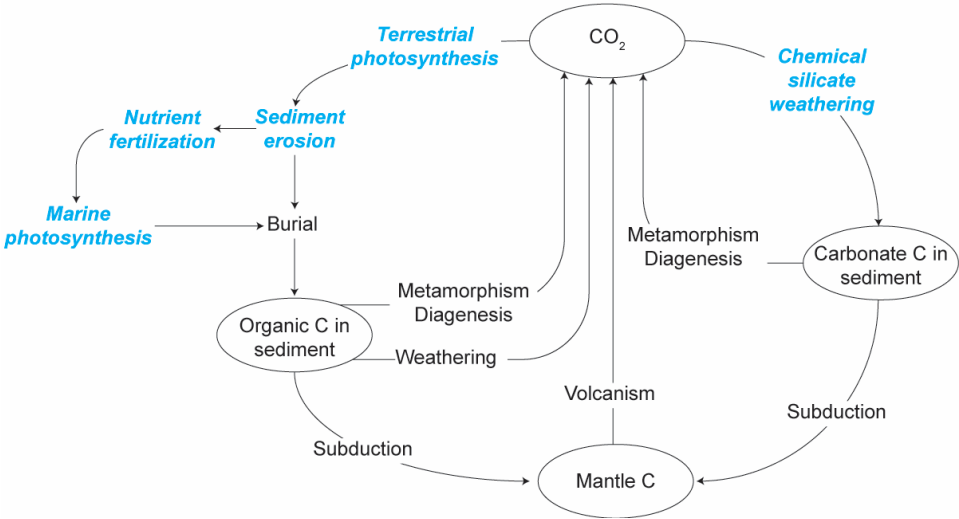 Terrestrial
photosynthesis
CO2
Chemical
silicate
weathering
Nutrient
fertilization
Sediment
erosion
Marine
photosynthesis
Burial
Metamorphism
Diagenesis
Carbonate C in
sediment
Metamorphism
Diagenesis
Organic C in
sediment
Weathering
Volcanism
Subduction
Subduction
Mantle C